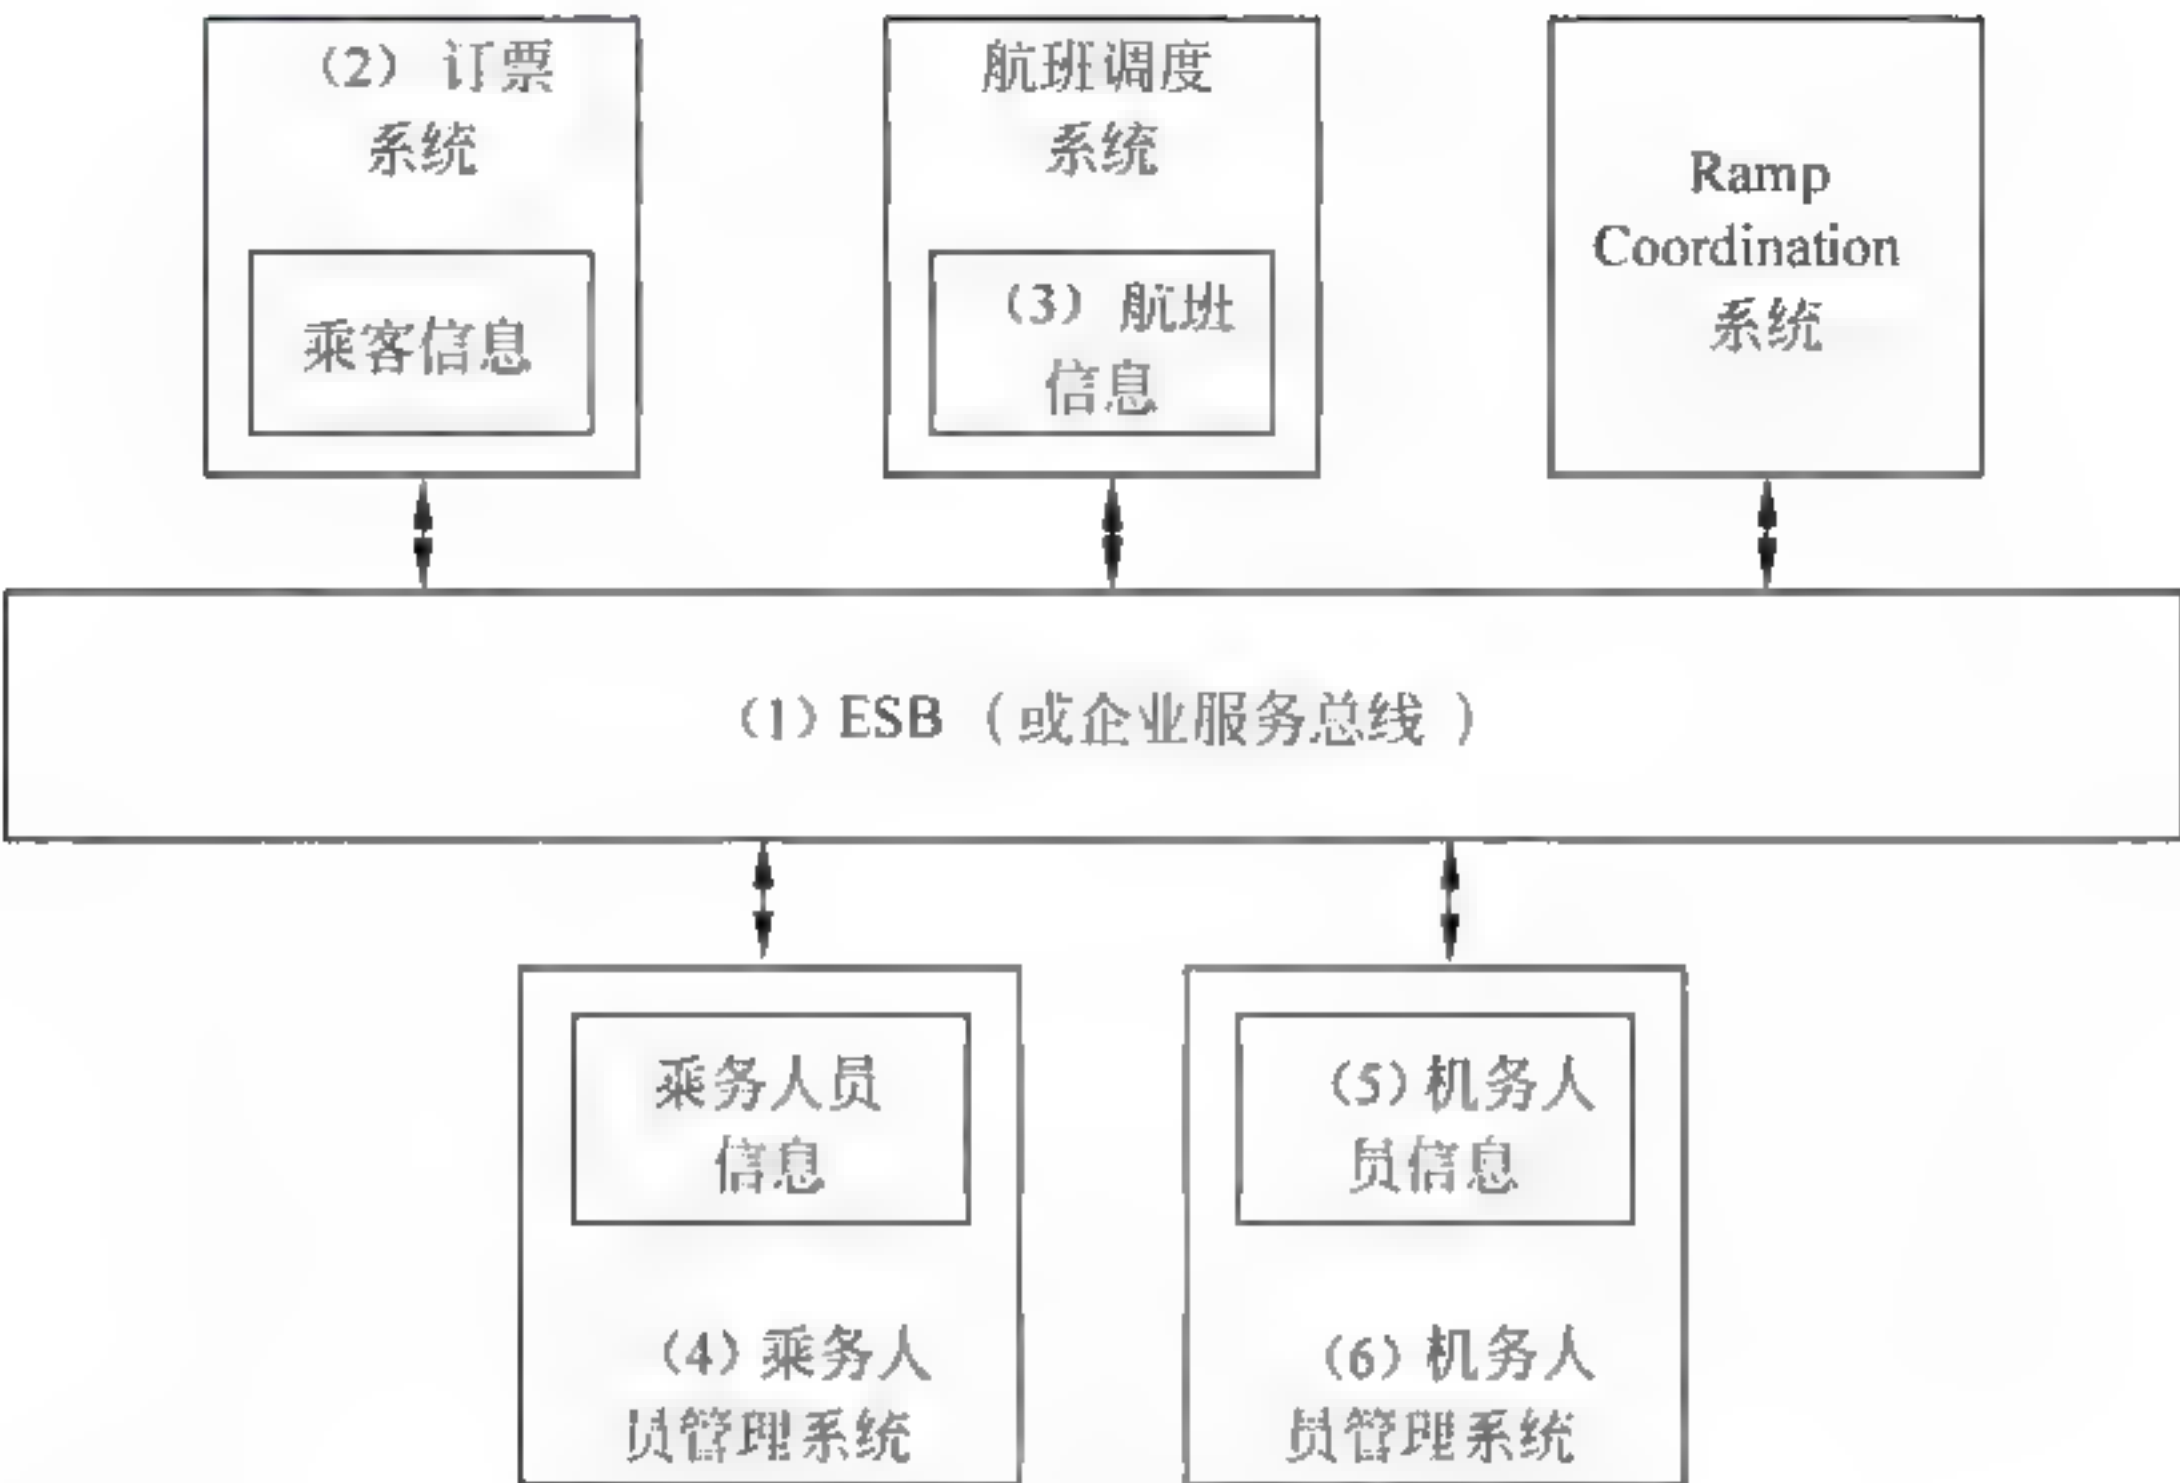 （2）订票
系统
乘客信息
航班调度
系统
（3）航班
信息
Ramp
Coordination
系统
（1）ESB（或企业服务总线）
乘务人员
信息
（4）乘务人
员管理系统
（5）机务人
员信息
（6）机务人
员管理系统